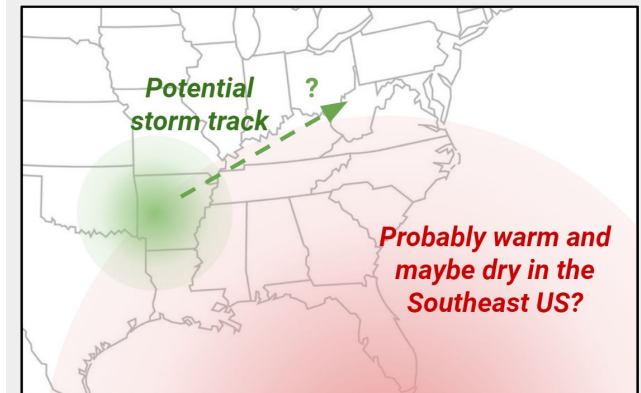 Potential
storm track
?
Probably warm and
maybe dry in the
Southeast US?